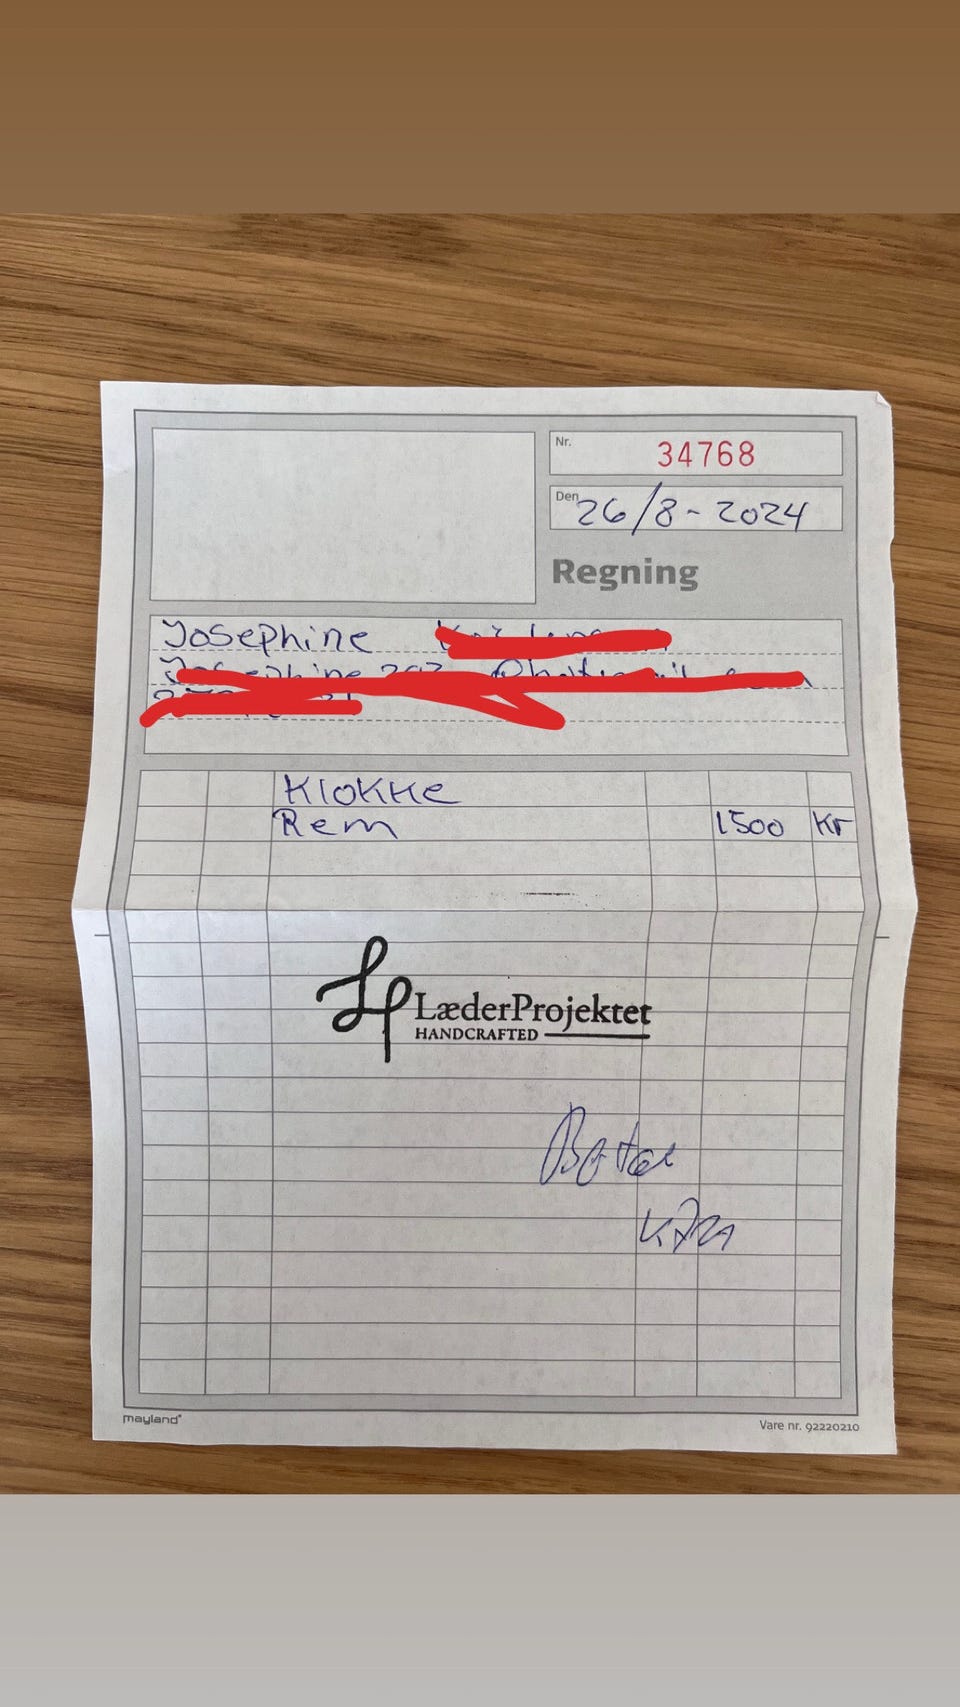 Nr.
34768
Den 26/8-2024
Regning
Josephine
Klokke
Rem 1500 Kr
LæderProjektet
HANDCRAFTED
mayland
Vare nr. 92220210